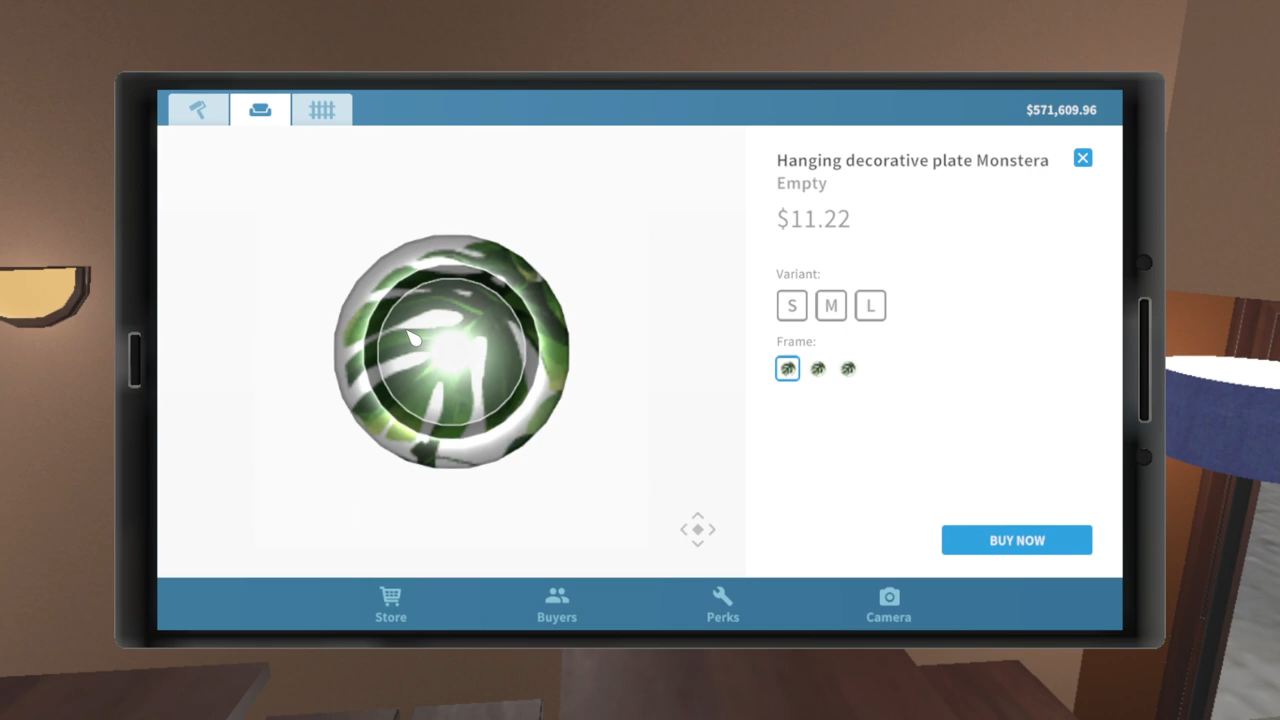 $571,609.96
Hanging decorative plate Monstera
Empty
$11.22
Variant:
S M L
Frame:
BUY NOW
Store Buyers Perks Camera